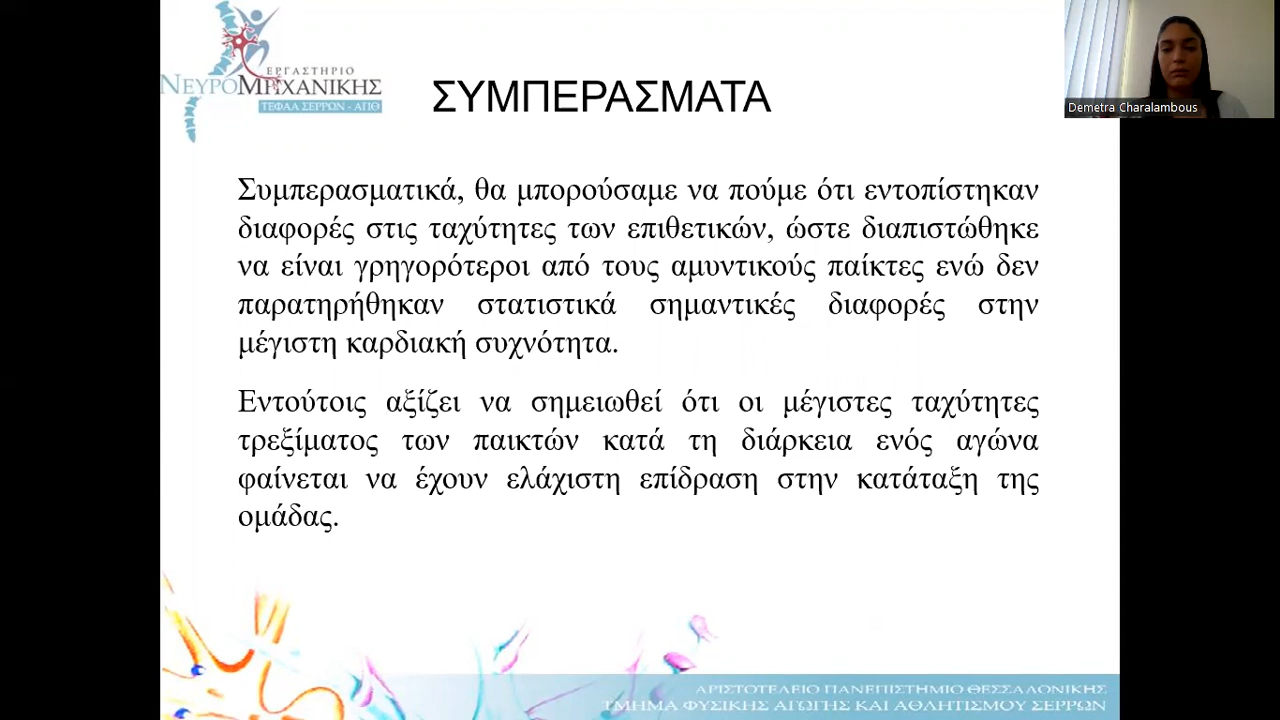 ΕΡΓΑΣΤΗΡΙΟ
ΝΕΥΡΟΜΗΧΑΝΙΚΗΣ
ΤΕΦΑΑ ΣΕΡΡΩΝ - ΑΠΘ
ΣΥΜΠΕΡΑΣΜΑΤΑ
Demetra Charalambous
Συμπερασματικά, θα μπορούσαμε να πούμε ότι εντοπίστηκαν
διαφορές στις ταχύτητες των επιθετικών, ώστε διαπιστώθηκε
να είναι γρηγορότεροι από τους αμυντικούς παίκτες ενώ δεν
παρατηρήθηκαν στατιστικά σημαντικές διαφορές στην
μέγιστη καρδιακή συχνότητα.
Εντούτοις αξίζει να σημειωθεί ότι οι μέγιστες ταχύτητες
τρεξίματος των παικτών κατά τη διάρκεια ενός αγώνα
φαίνεται να έχουν ελάχιστη επίδραση στην κατάταξη της
ομάδας.
ΑΡΙΣΤΟΤΕΛΕΙΟ ΠΑΝΕΠΙΣΤΗΜΙΟ ΘΕΣΣΑΛΟΝΙΚΗΣ
ΤΜΗΜΑ ΦΥΣΙΚΗΣ ΑΓΩΓΗΣ ΚΑΙ ΑΘΛΗΤΙΣΜΟΥ ΣΕΡΡΩΝ